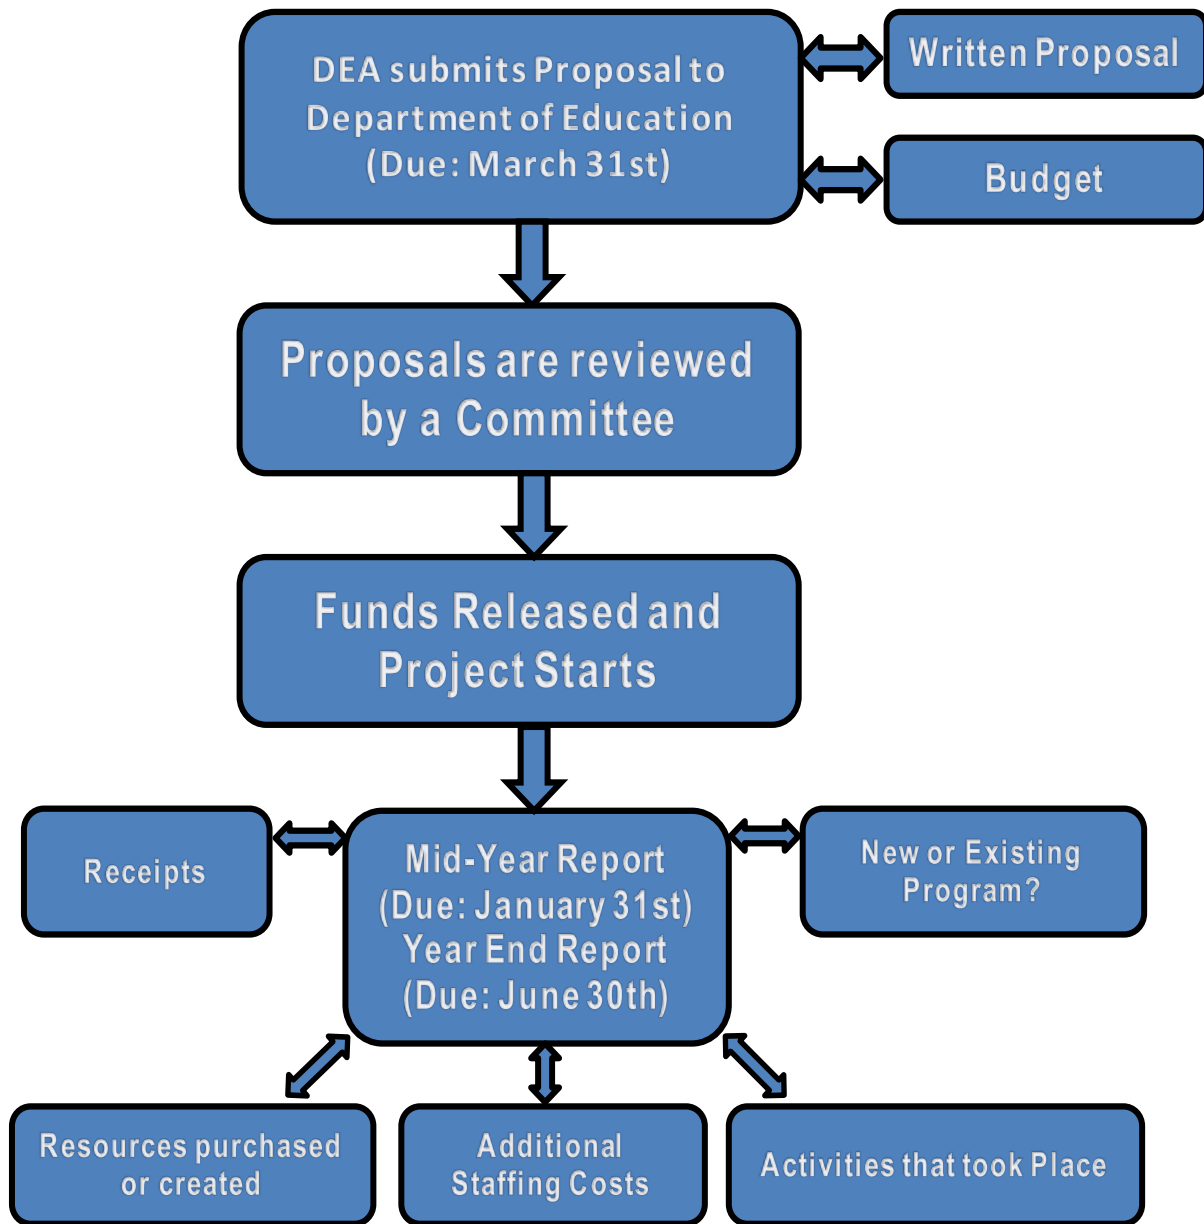 DEA submits Proposal to
Department of Education
(Due: March 31st)
Written Proposal
Budget
Proposals are reviewed
by a Committee
Funds Released and
Project Starts
Receipts
Mid-Year Report
(Due: January 31st)
Year End Report
(Due: June 30th)
New or Existing
Program?
Resources purchased
or created
Additional
Staffing Costs
Activities that took Place